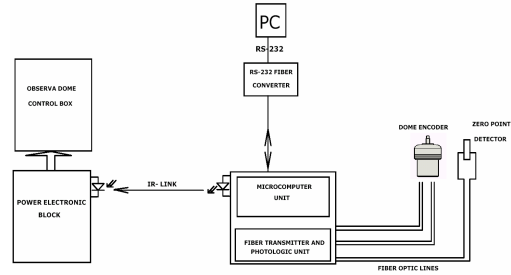 PC
RS-232
RS-232 FIBER
CONVERTER
OBSERVA DOME
CONTROL BOX
ZERO POINT
DETECTOR
DOME ENCODER
IR- LINK
MICROCOMPUTER
UNIT
POWER ELECTRONIC
BLOCK
FIBER TRANSMITTER AND
PHOTOLOGIC UNIT
FIBER OPTIC LINES